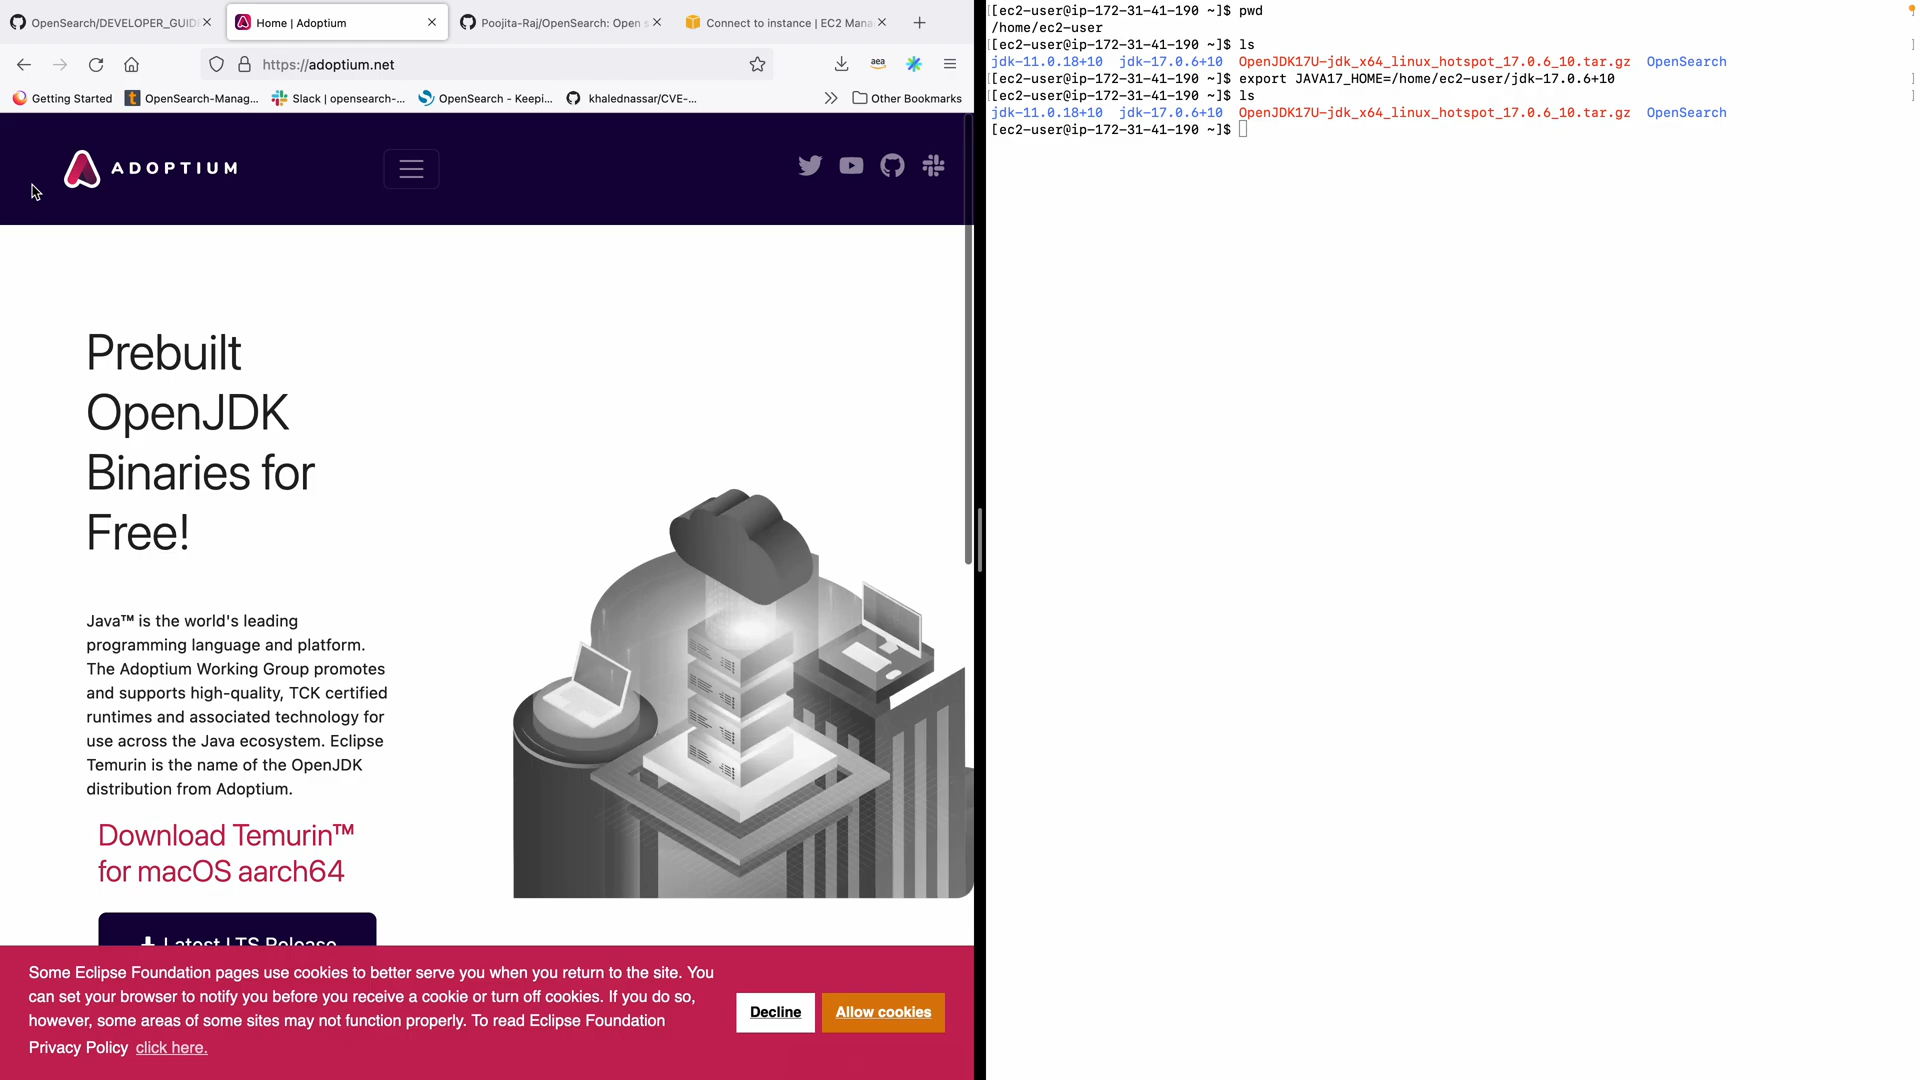 OpenSearch/DEVELOPER_GUID
Home | Adoptium
Poojita-Raj/OpenSearch: Open s
Connect to instance | EC2 Mana
https://adoptium.net
aea
Getting Started
OpenSearch-Manag...
Slack | opensearch-...
OpenSearch - Keepi...
khalednassar/CVE-...
Other Bookmarks
ADOPTIUM
Prebuilt
OpenJDK
Binaries for
Free!
Java™ is the world's leading
programming language and platform.
The Adoptium Working Group promotes
and supports high-quality, TCK certified
runtimes and associated technology for
use across the Java ecosystem. Eclipse
Temurin is the name of the OpenJDK
distribution from Adoptium.
Download Temurin™
for macOS aarch64
Latest LTS Release
Some Eclipse Foundation pages use cookies to better serve you when you return to the site. You
can set your browser to notify you before you receive a cookie or turn off cookies. If you do so,
however, some areas of some sites may not function properly. To read Eclipse Foundation
Privacy Policy click here.
Decline
Allow cookies
[ec2-user@ip-172-31-41-190 ~]$ pwd
/home/ec2-user
[ec2-user@ip-172-31-41-190 ~]$ ls
jdk-11.0.18+10 jdk-17.0.6+10 OpenJDK17U-jdk_x64_linux_hotspot_17.0.6_10.tar.gz OpenSearch
[ec2-user@ip-172-31-41-190 ~]$ export JAVA17_HOME=/home/ec2-user/jdk-17.0.6+10
[ec2-user@ip-172-31-41-190 ~]$ ls
jdk-11.0.18+10 jdk-17.0.6+10 OpenJDK17U-jdk_x64_linux_hotspot_17.0.6_10.tar.gz OpenSearch
[ec2-user@ip-172-31-41-190 ~]$